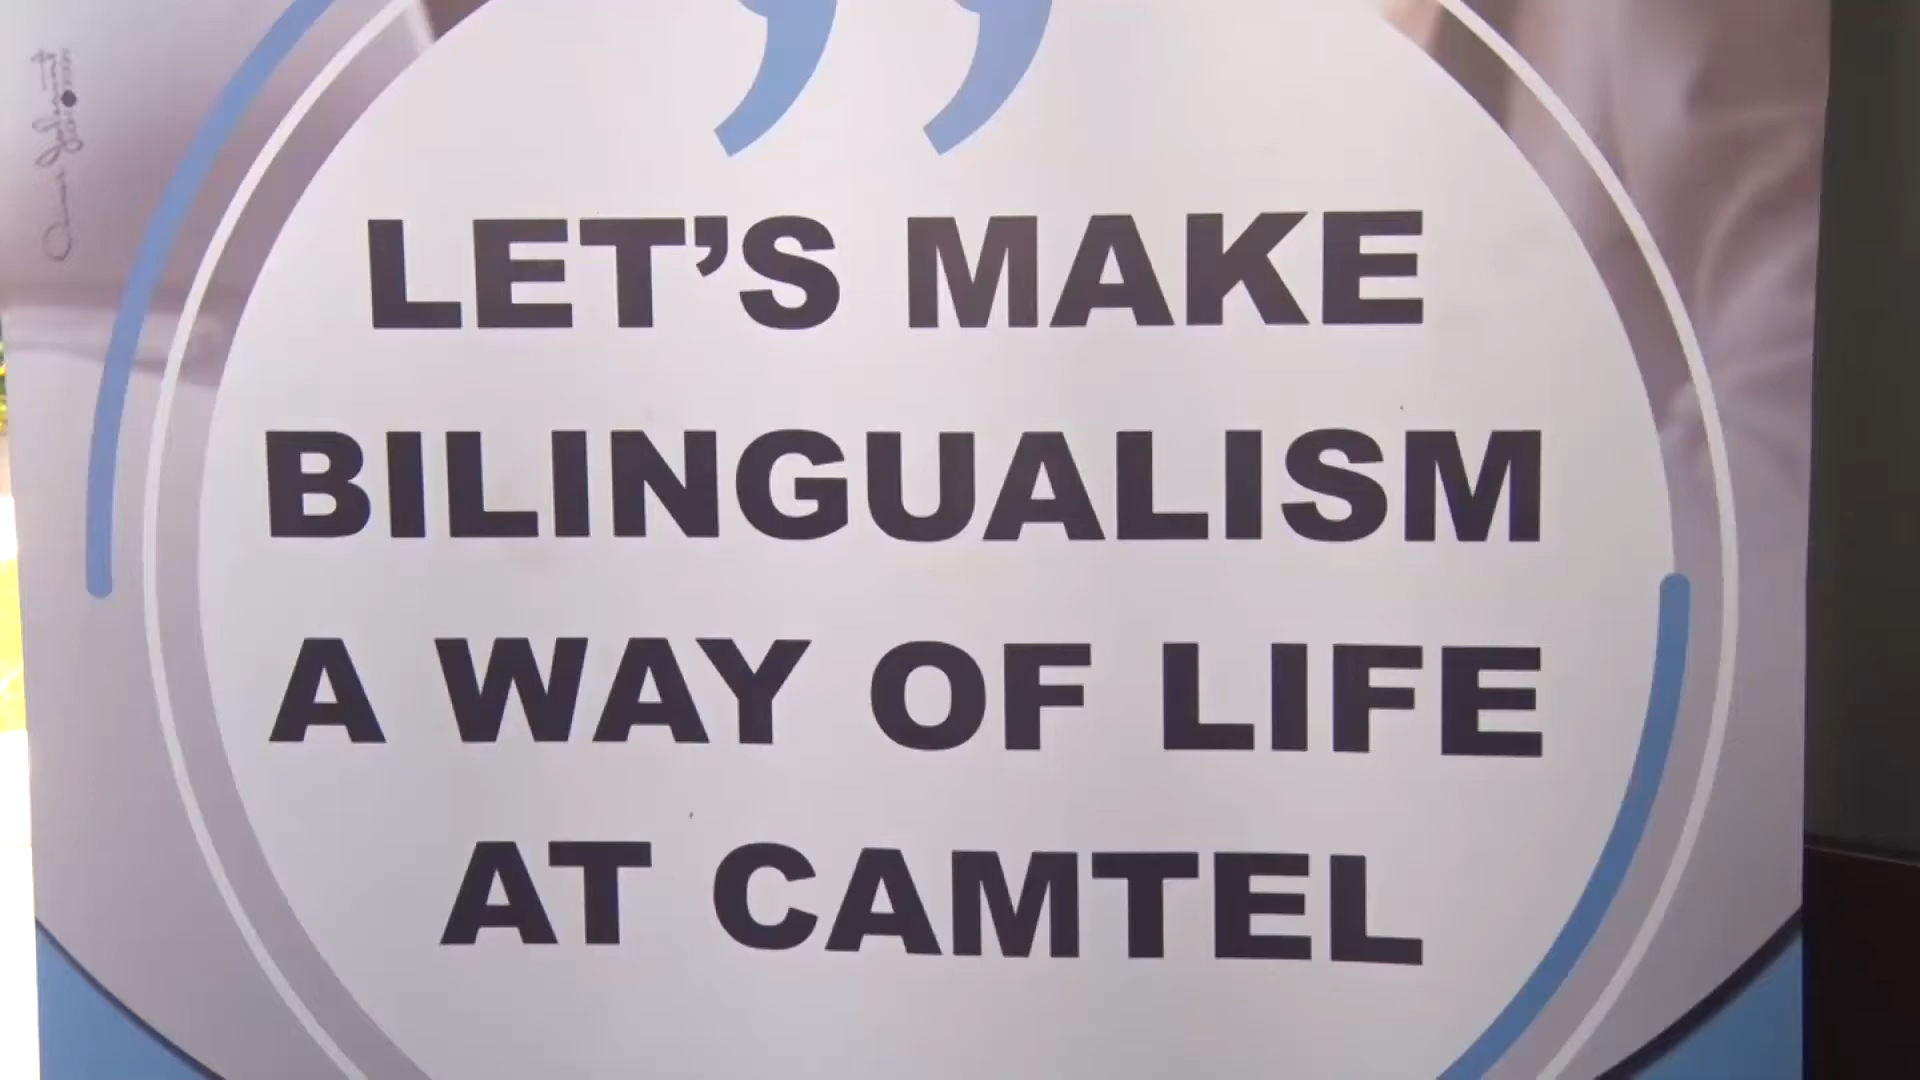 LET'S MAKE
BILINGUALISM
A WAY OF LIFE
AT CAMTEL